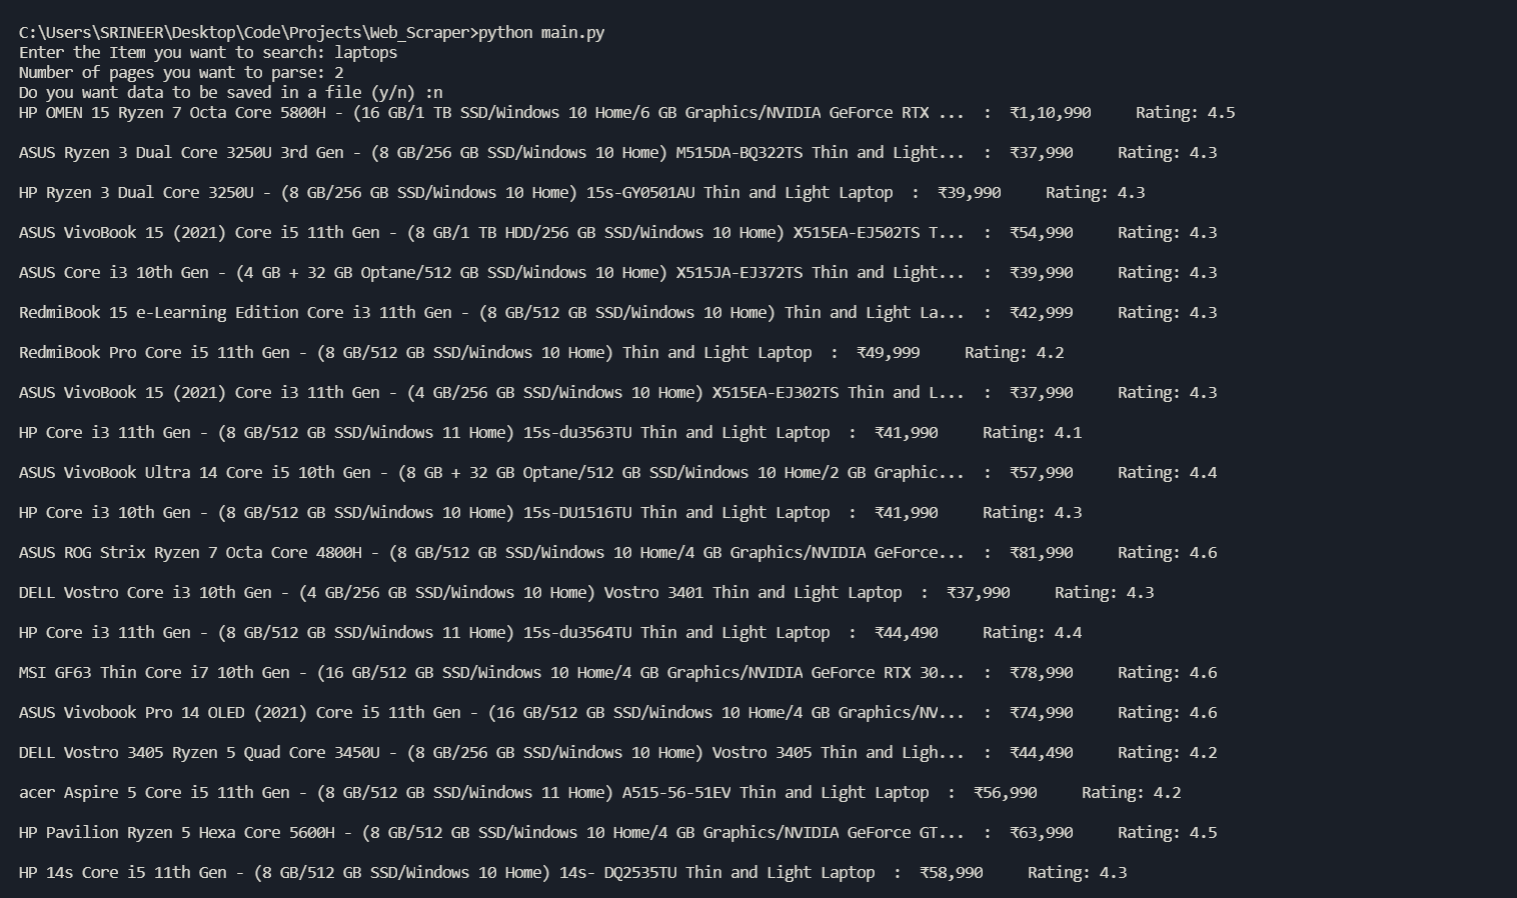 C:\Users\SRINEER\Desktop\Code\Projects\Web_Scraper>python main.py
Enter the Item you want to search: laptops
Number of pages you want to parse: 2
Do you want data to be saved in a file (y/n) :n
HP OMEN 15 Ryzen 7 Octa Core 5800H - (16 GB/1 TB SSD/Windows 10 Home/6 GB Graphics/NVIDIA GeForce RTX ...  :  ₹1,10,990     Rating: 4.5
ASUS Ryzen 3 Dual Core 3250U 3rd Gen - (8 GB/256 GB SSD/Windows 10 Home) M515DA-BQ322TS Thin and Light...  :  ₹37,990     Rating: 4.3
HP Ryzen 3 Dual Core 3250U - (8 GB/256 GB SSD/Windows 10 Home) 15s-GY0501AU Thin and Light Laptop  :  ₹39,990     Rating: 4.3
ASUS VivoBook 15 (2021) Core i5 11th Gen - (8 GB/1 TB HDD/256 GB SSD/Windows 10 Home) X515EA-EJ502TS T...  :  ₹54,990     Rating: 4.3
ASUS Core i3 10th Gen - (4 GB + 32 GB Optane/512 GB SSD/Windows 10 Home) X515JA-EJ372TS Thin and Light...  :  ₹39,990     Rating: 4.3
RedmiBook 15 e-Learning Edition Core i3 11th Gen - (8 GB/512 GB SSD/Windows 10 Home) Thin and Light La...  :  ₹42,999     Rating: 4.3
RedmiBook Pro Core i5 11th Gen - (8 GB/512 GB SSD/Windows 10 Home) Thin and Light Laptop  :  ₹49,999     Rating: 4.2
ASUS VivoBook 15 (2021) Core i3 11th Gen - (4 GB/256 GB SSD/Windows 10 Home) X515EA-EJ302TS Thin and L...  :  ₹37,990     Rating: 4.3
HP Core i3 11th Gen - (8 GB/512 GB SSD/Windows 11 Home) 15s-du3563TU Thin and Light Laptop  :  ₹41,990     Rating: 4.1
ASUS VivoBook Ultra 14 Core i5 10th Gen - (8 GB + 32 GB Optane/512 GB SSD/Windows 10 Home/2 GB Graphic...  :  ₹57,990     Rating: 4.4
HP Core i3 10th Gen - (8 GB/512 GB SSD/Windows 10 Home) 15s-DU1516TU Thin and Light Laptop  :  ₹41,990     Rating: 4.3
ASUS ROG Strix Ryzen 7 Octa Core 4800H - (8 GB/512 GB SSD/Windows 10 Home/4 GB Graphics/NVIDIA GeForce...  :  ₹81,990     Rating: 4.6
DELL Vostro Core i3 10th Gen - (4 GB/256 GB SSD/Windows 10 Home) Vostro 3401 Thin and Light Laptop  :  ₹37,990     Rating: 4.3
HP Core i3 11th Gen - (8 GB/512 GB SSD/Windows 11 Home) 15s-du3564TU Thin and Light Laptop  :  ₹44,490     Rating: 4.4
MSI GF63 Thin Core i7 10th Gen - (16 GB/512 GB SSD/Windows 10 Home/4 GB Graphics/NVIDIA GeForce RTX 30...  :  ₹78,990     Rating: 4.6
ASUS Vivobook Pro 14 OLED (2021) Core i5 11th Gen - (16 GB/512 GB SSD/Windows 10 Home/4 GB Graphics/NV...  :  ₹74,990     Rating: 4.6
DELL Vostro 3405 Ryzen 5 Quad Core 3450U - (8 GB/256 GB SSD/Windows 10 Home) Vostro 3405 Thin and Ligh...  :  ₹44,490     Rating: 4.2
acer Aspire 5 Core i5 11th Gen - (8 GB/512 GB SSD/Windows 11 Home) A515-56-51EV Thin and Light Laptop  :  ₹56,990     Rating: 4.2
HP Pavilion Ryzen 5 Hexa Core 5600H - (8 GB/512 GB SSD/Windows 10 Home/4 GB Graphics/NVIDIA GeForce GT...  :  ₹63,990     Rating: 4.5
HP 14s Core i5 11th Gen - (8 GB/512 GB SSD/Windows 10 Home) 14s- DQ2535TU Thin and Light Laptop  :  ₹58,990     Rating: 4.3